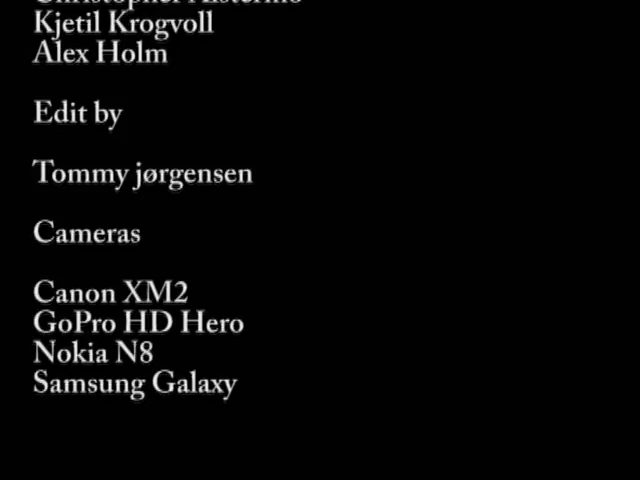 Kjetil Krogvoll
Alex Holm
Edit by
Tommy jørgensen
Cameras
Canon XM2
GoPro HD Hero
Nokia N8
Samsung Galaxy